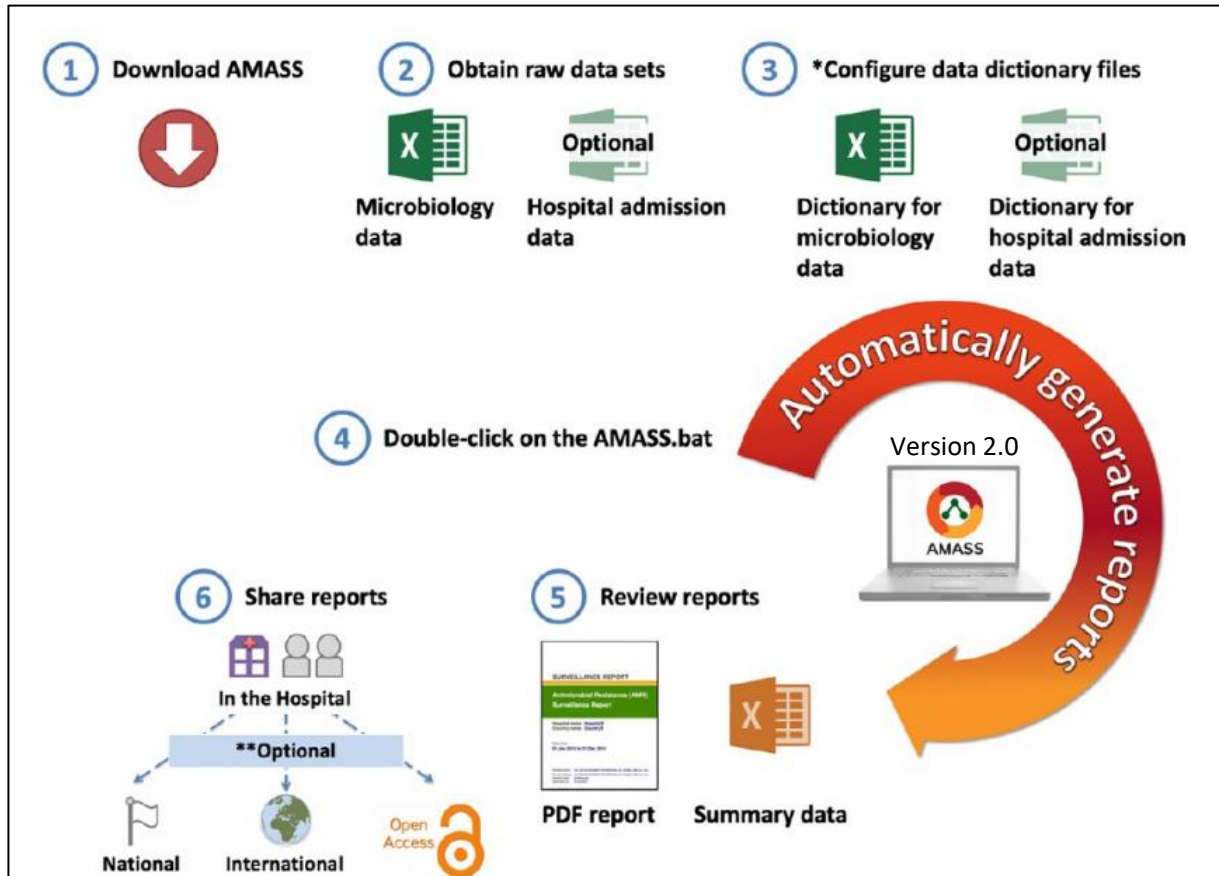 1 Download AMASS
2 Obtain raw data sets
3 *Configure data dictionary files
X
Optional
X
Optional
Microbiology
data
Hospital admission
data
Dictionary for
microbiology
data
Dictionary for
hospital admission
data
Automatically generate reports
4 Double-click on the AMASS.bat
Version 2.0
AMASS
6 Share reports
5 Review reports
In the Hospital
**Optional
National
International
Open
Access
SURVEILLANCE REPORT
Antimicrobial Resistance (AMR)
Surveillance Report
X
PDF report
Summary data